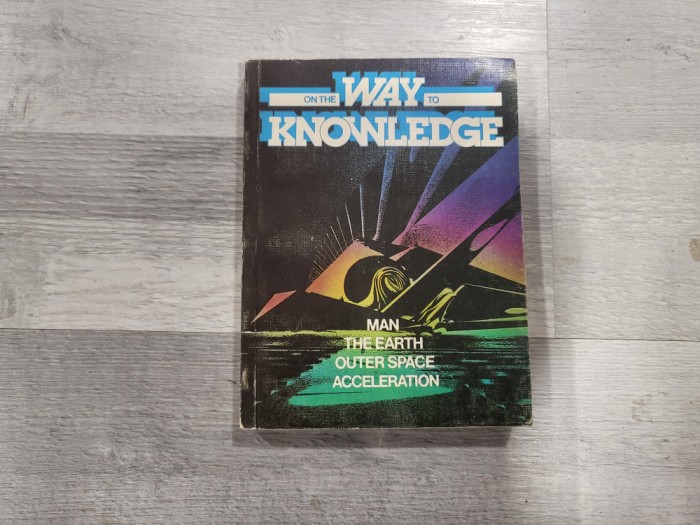 ON THE WAY TO
KNOWLEDGE
MAN
THE EARTH
OUTER SPACE
ACCELERATION